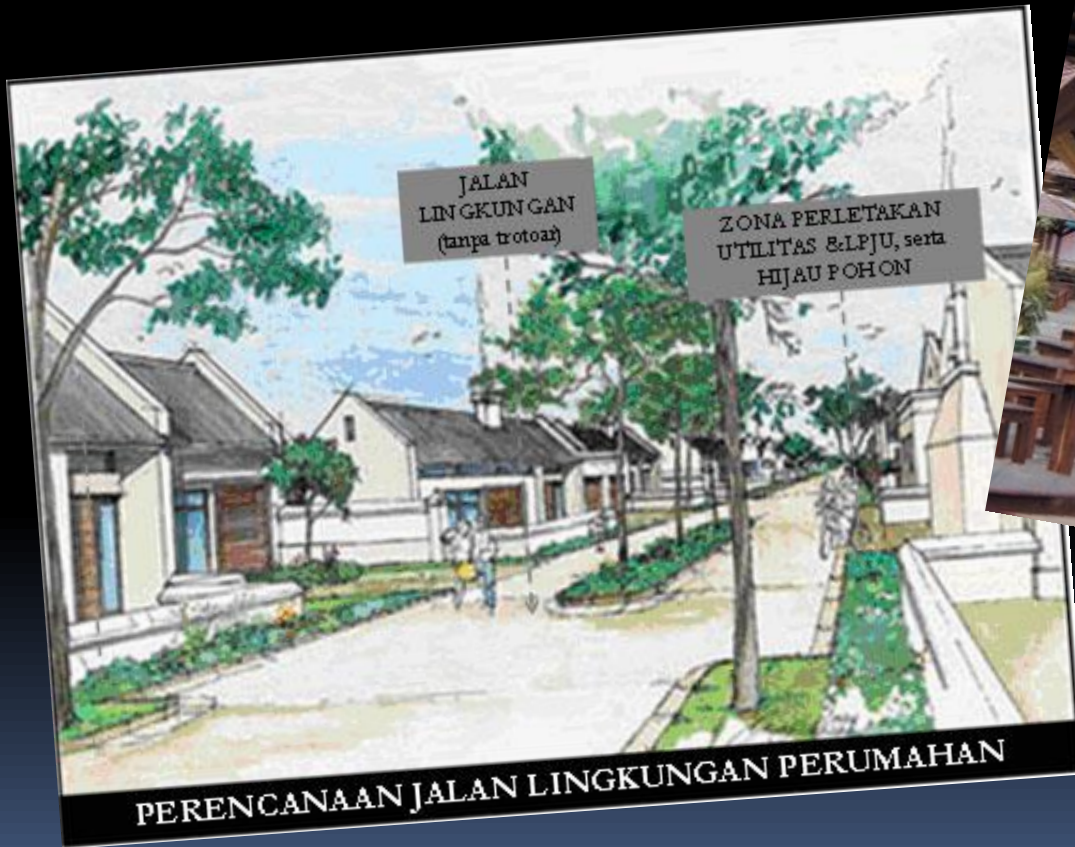 JALAN
LINGKUNGAN
(tanpa trotoar)
ZONA PERLETAKAN
UTILITAS &LPJU, serta
HIJAU POHON
PERENCANAAN JALAN LINGKUNGAN PERUMAHAN